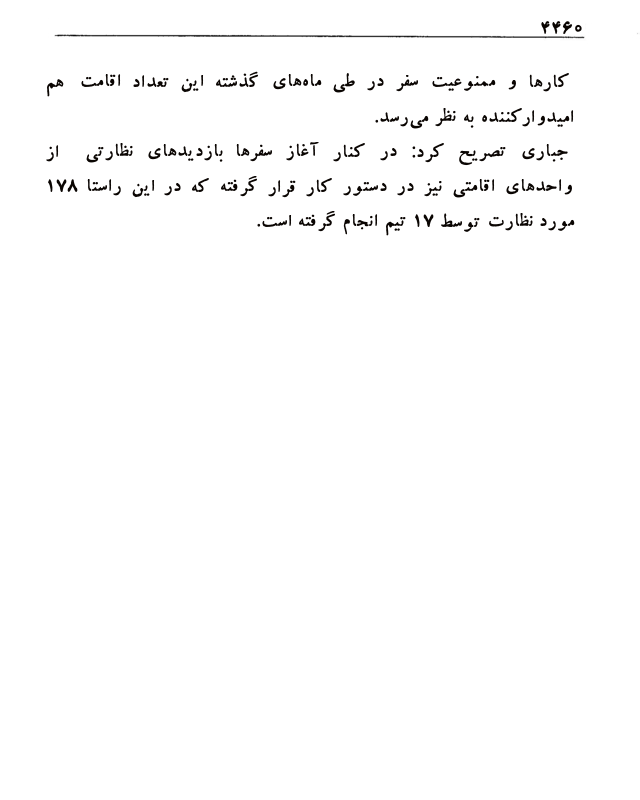 ۴۴۶۰
کارها و ممنوعیت سفر در طی ماه‌های گذشته این تعداد اقامت هم
امیدوارکننده به نظر می‌رسد.
جباری تصریح کرد: در کنار آغاز سفرها بازدیدهای نظارتی از
واحدهای اقامتی نیز در دستور کار قرار گرفته که در این راستا ۱۷۸
مورد نظارت توسط ۱۷ تیم انجام گرفته است.